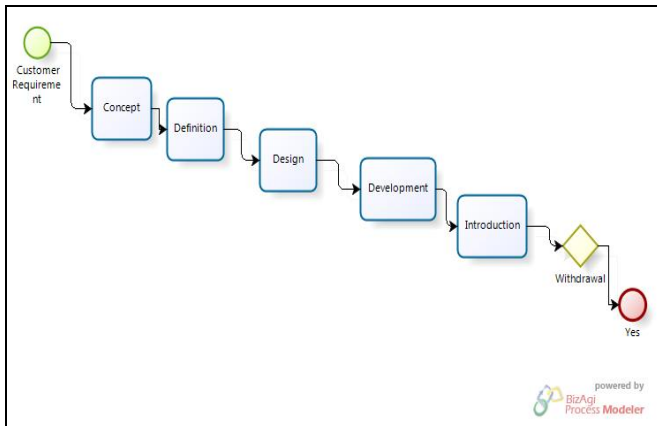 Customer
Requireme
nt
Concept
Definition
Design
Development
Introduction
Withdrawal
Yes
powered by
BizAgi
Process Modeler